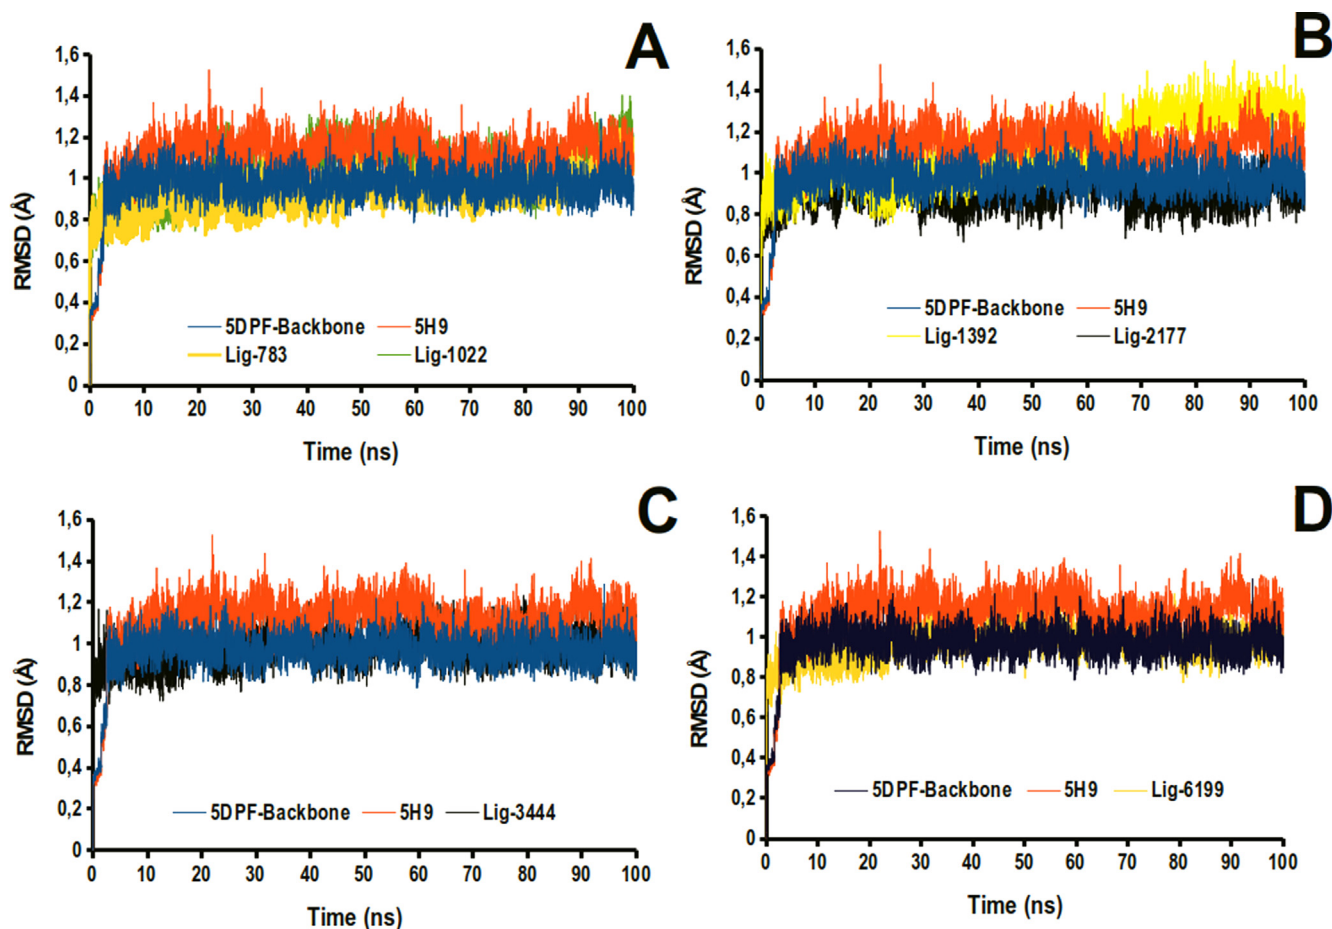 A
1,6
1,4
1,2
1
0,8
0,6
0,4
0,2
0
RMSD (Å)
5DPF-Backbone 5H9
Lig-783 Lig-1022
0 10 20 30 40 50 60 70 80 90 100
Time (ns)
B
1,6
1,4
1,2
1
0,8
0,6
0,4
0,2
0
RMSD (Å)
5DPF-Backbone 5H9
Lig-1392 Lig-2177
0 10 20 30 40 50 60 70 80 90 100
Time (ns)
C
1,6
1,4
1,2
1
0,8
0,6
0,4
0,2
0
RMSD (Å)
5DPF-Backbone 5H9 Lig-3444
0 10 20 30 40 50 60 70 80 90 100
Time (ns)
D
1,6
1,4
1,2
1
0,8
0,6
0,4
0,2
0
RMSD (Å)
5DPF-Backbone 5H9 Lig-6199
0 10 20 30 40 50 60 70 80 90 100
Time (ns)